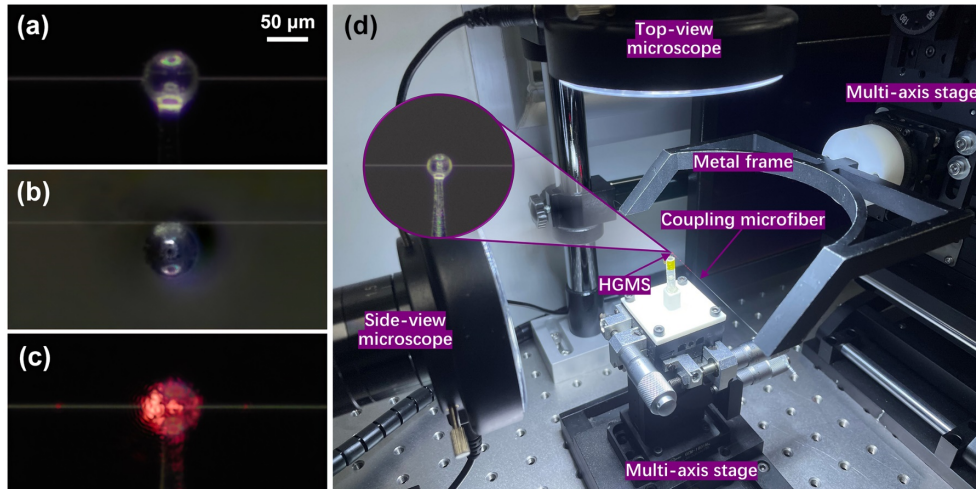 (a)
50 μm
(b)
(c)
(d)
Top-view
microscope
Multi-axis stage
Metal frame
Coupling microfiber
HGMS
Side-view
microscope
Multi-axis stage